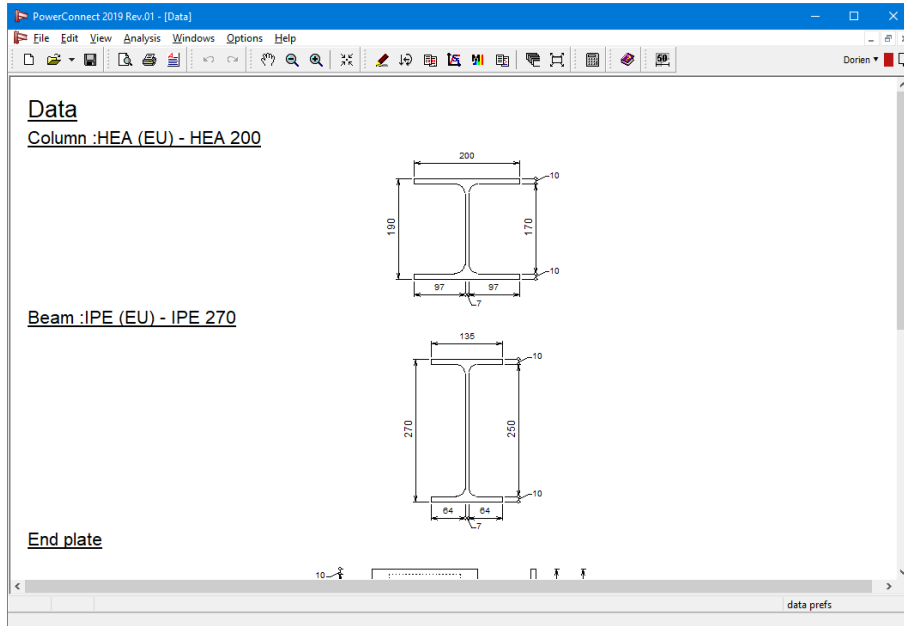 PowerConnect 2019 Rev.01 - [Data]
File Edit View Analysis Windows Options Help
50
Dorien
Data
Column :HEA (EU) - HEA 200
200
10
190
170
10
97 97
7
Beam :IPE (EU) - IPE 270
135
10
270
250
10
64 64
7
End plate
10
data prefs